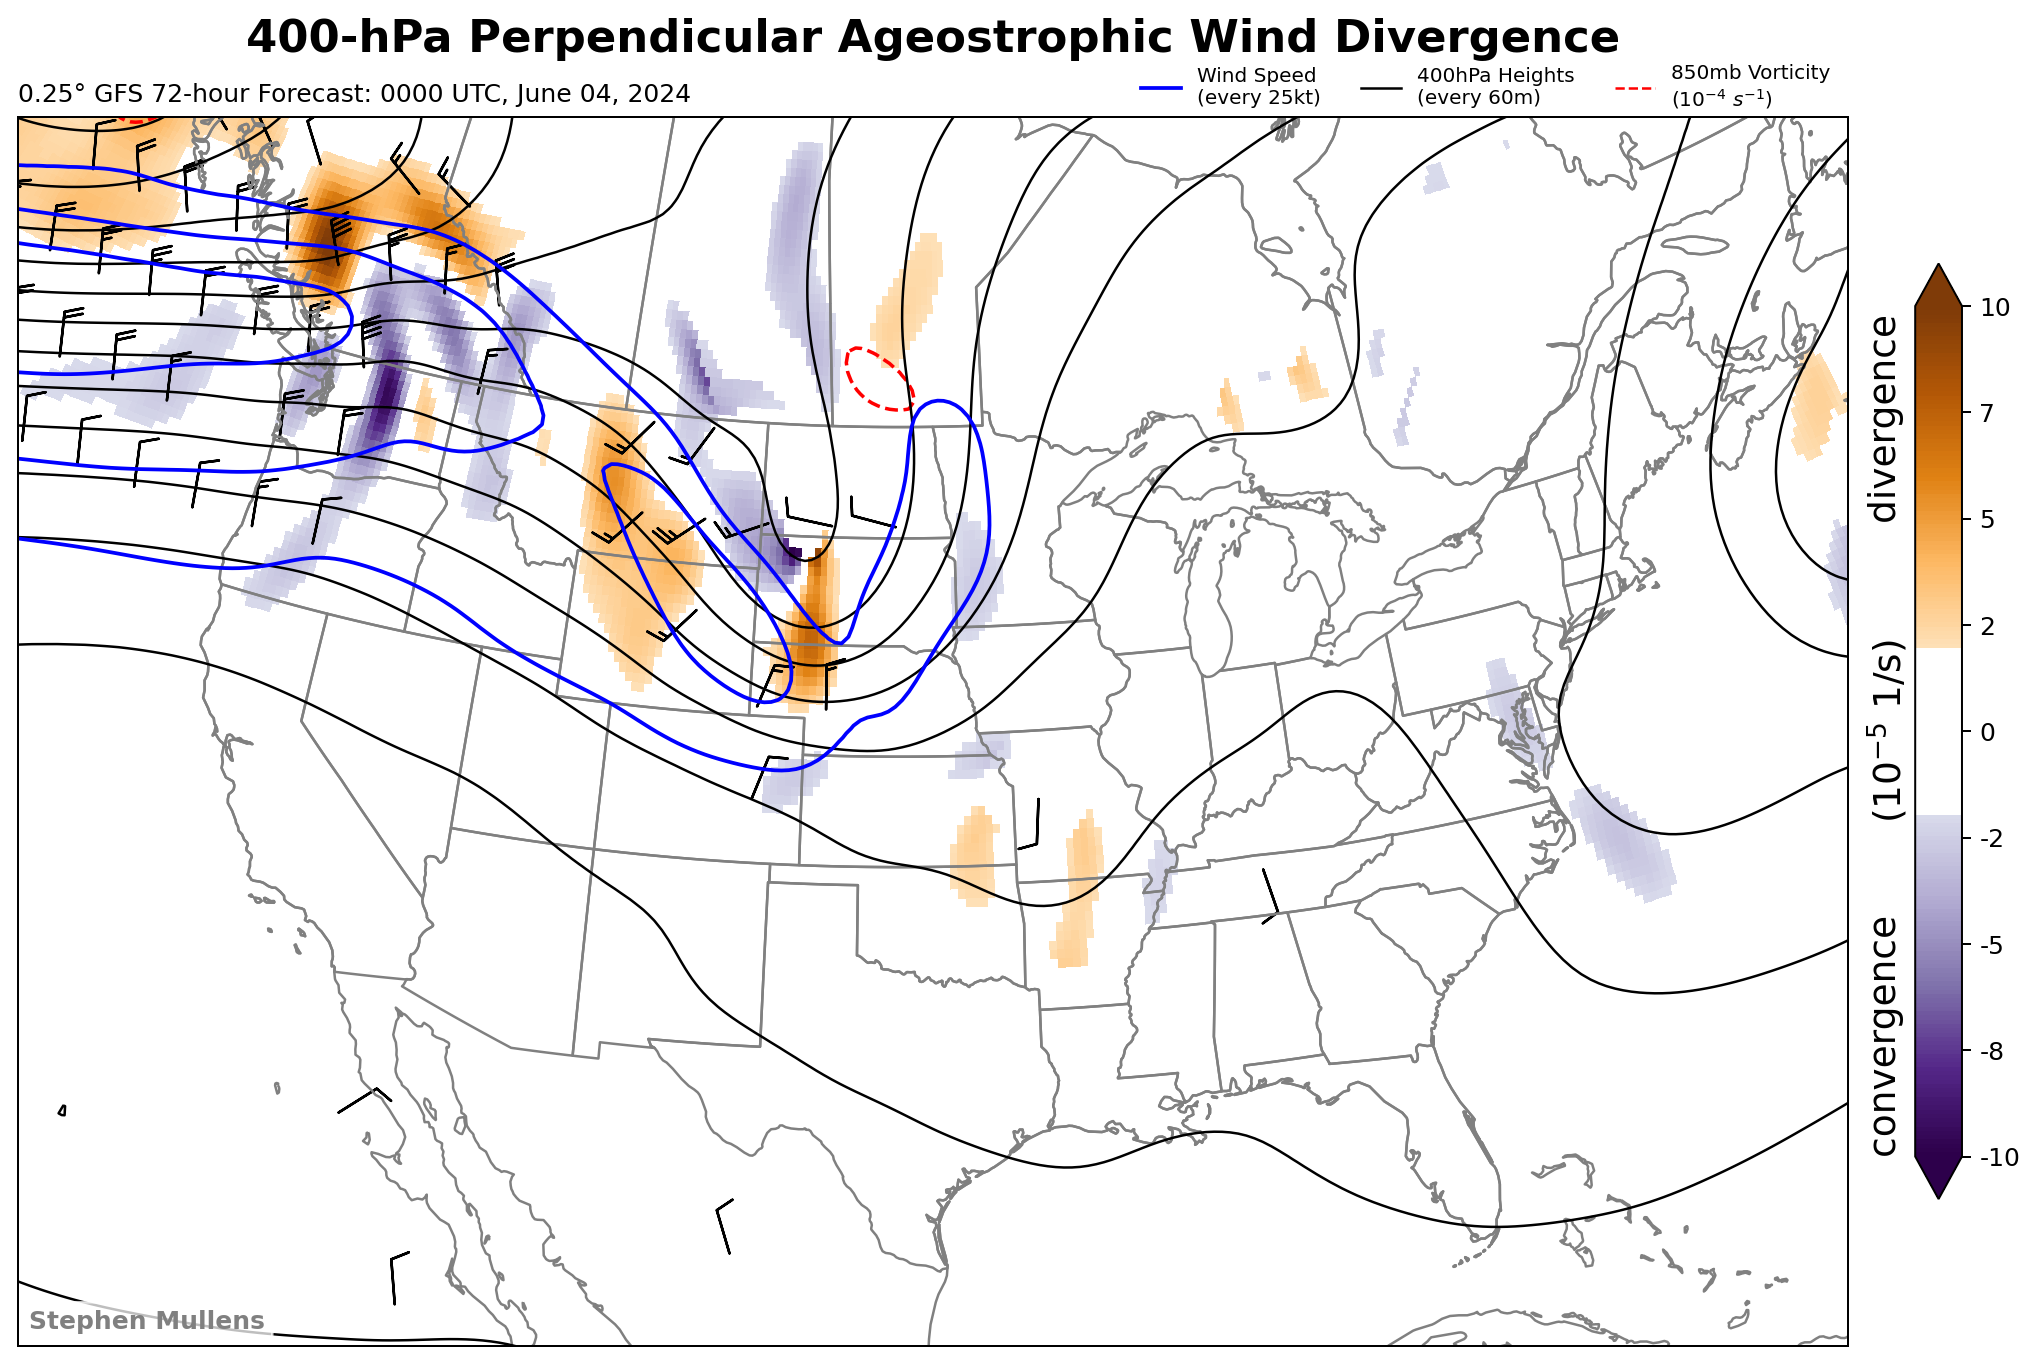 400-hPa Perpendicular Ageostrophic Wind Divergence
0.25° GFS 72-hour Forecast: 0000 UTC, June 04, 2024
Wind Speed
(every 25kt)
400hPa Heights
(every 60m)
850mb Vorticity
(10⁻⁴ s⁻¹)
10
7
5
2
0
-2
-5
-8
-10
convergence (10⁻⁵ 1/s) divergence
Stephen Mullens